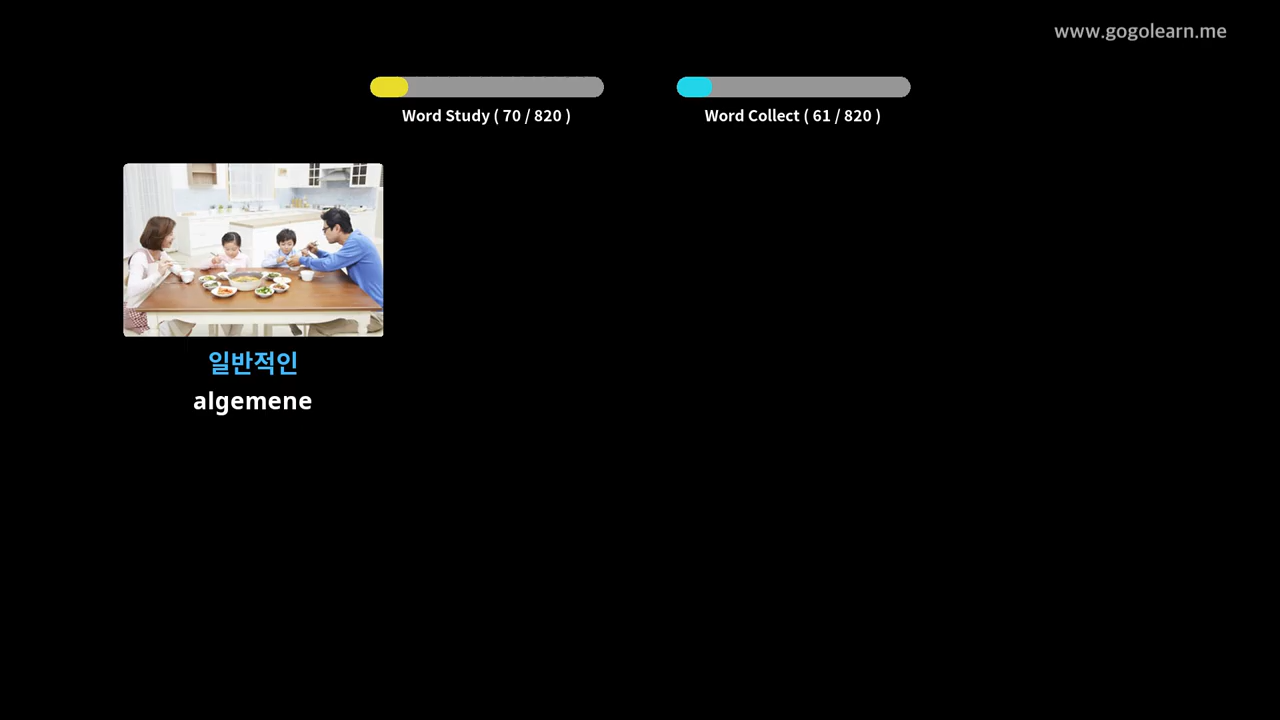 www.gogolearn.me
Word Study ( 70 / 820 )
Word Collect ( 61 / 820 )
일반적인
algemene